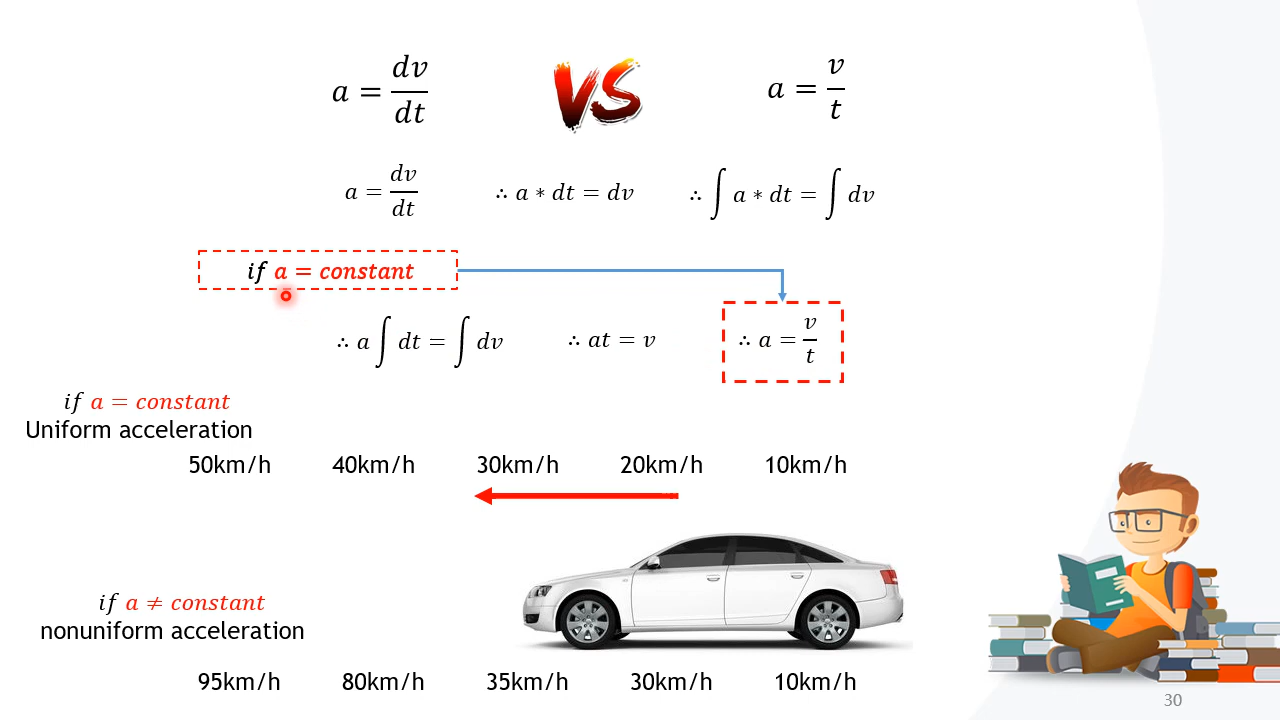 a = dv/dt VS a = v/t
a = dv/dt ∴ a ∗ dt = dv ∴ ∫ a ∗ dt = ∫ dv
if a = constant
∴ a ∫ dt = ∫ dv ∴ at = v ∴ a = v/t
if a = constant
Uniform acceleration
50km/h 40km/h 30km/h 20km/h 10km/h
if a ≠ constant
nonuniform acceleration
95km/h 80km/h 35km/h 30km/h 10km/h
30